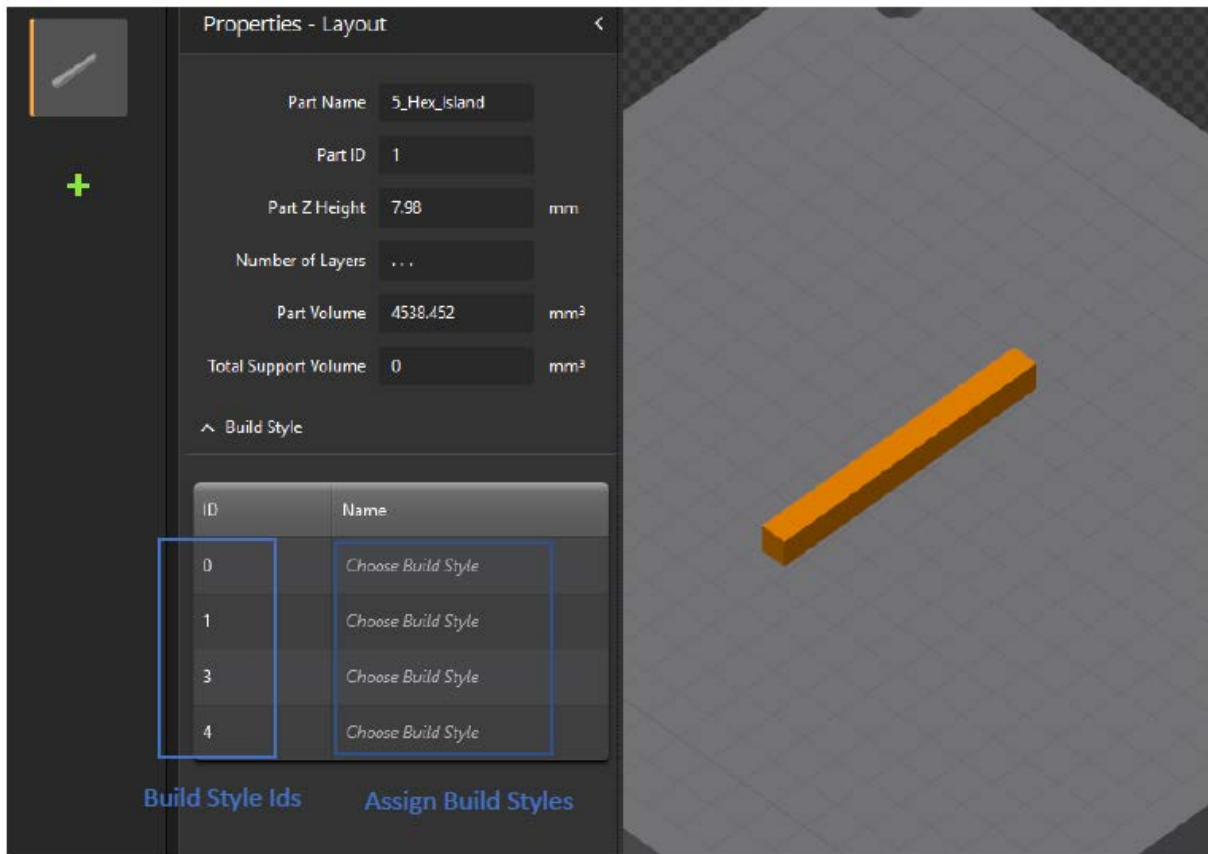 Properties - Layout <
Part Name 5_Hex_Island
Part ID 1
Part Z Height 7.98 mm
Number of Layers ...
Part Volume 4538.452 mm³
Total Support Volume 0 mm³
Build Style
ID Name
0 Choose Build Style
1 Choose Build Style
3 Choose Build Style
4 Choose Build Style
Build Style Ids Assign Build Styles